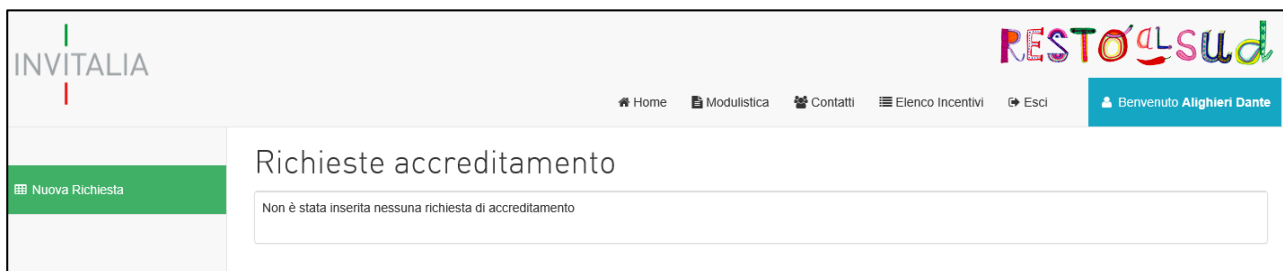 INVITALIA
RESTO al SUd
Home Modulistica Contatti Elenco Incentivi Esci Benvenuto Alighieri Dante
Richieste accreditamento
Nuova Richiesta
Non è stata inserita nessuna richiesta di accreditamento